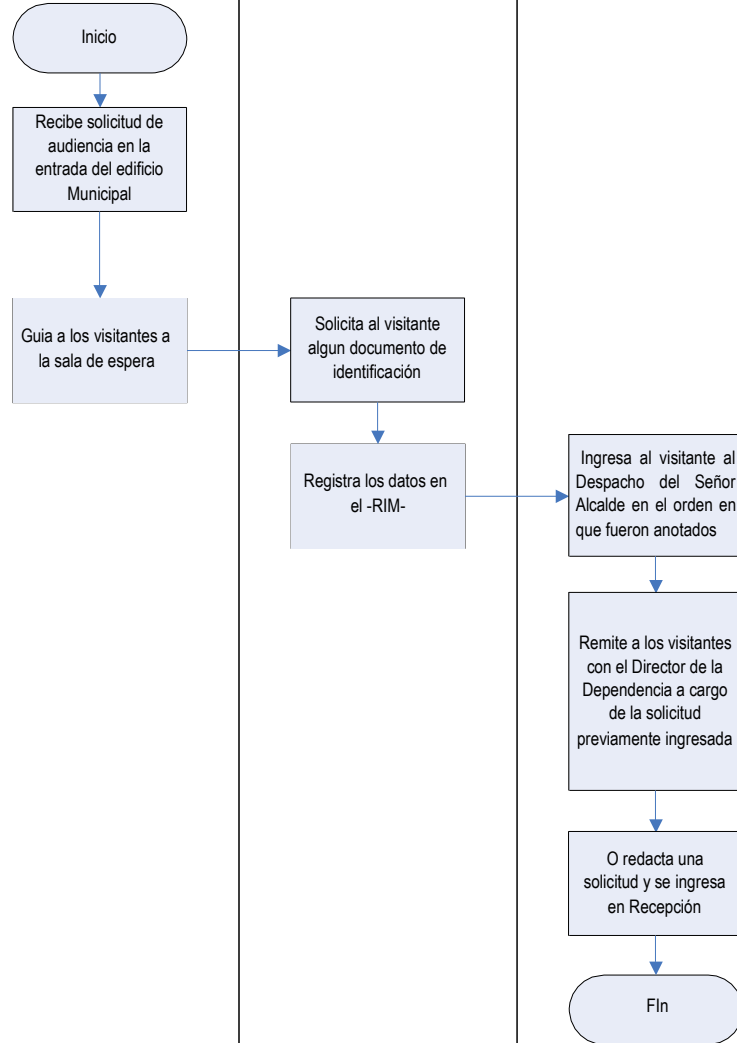 Inicio
Recibe solicitud de
audiencia en la
entrada del edificio
Municipal
Guia a los visitantes a
la sala de espera
Solicita al visitante
algun documento de
identificación
Registra los datos en
el -RIM-
Ingresa al visitante al
Despacho del Señor
Alcalde en el orden en
que fueron anotados
Remite a los visitantes
con el Director de la
Dependencia a cargo
de la solicitud
previamente ingresada
O redacta una
solicitud y se ingresa
en Recepción
FIn